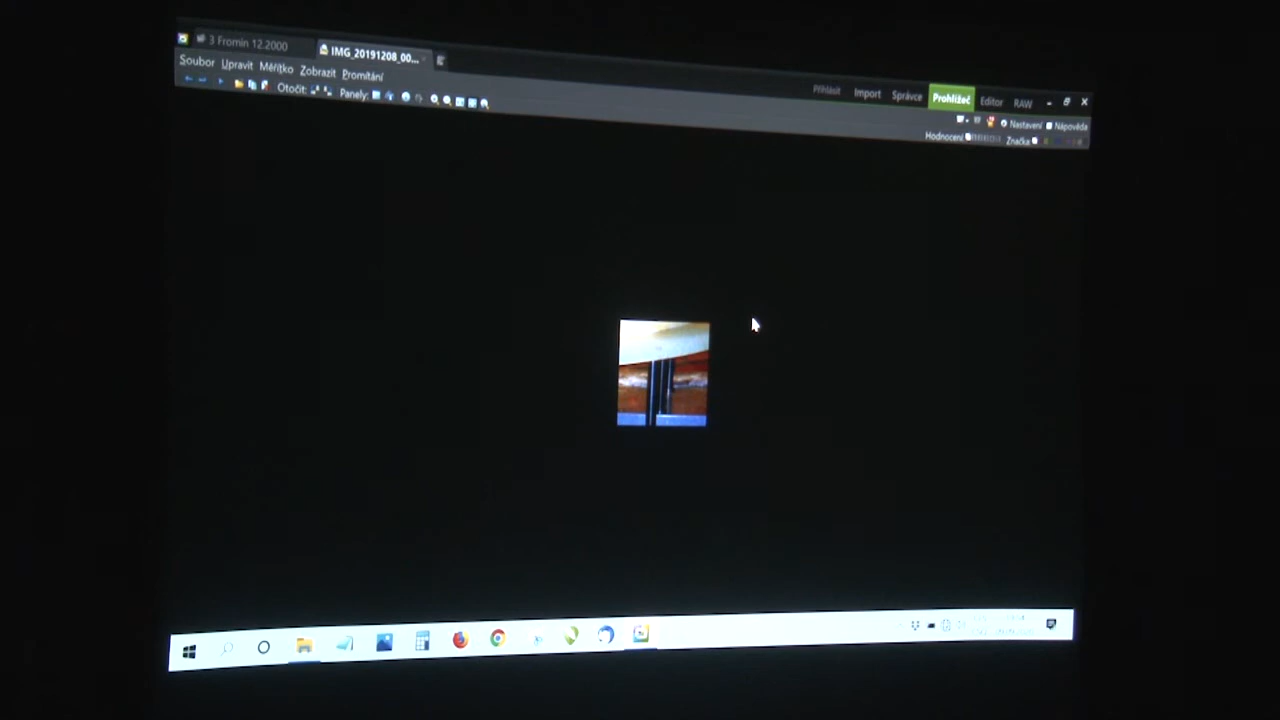 3 Fromin 12.2000
IMG_20191208_00...
Soubor Upravit Měřítko Zobrazit Promítání
Přihlásit Import Správce Prohlížeč Editor RAW
Otočit: Panely:
Nastavení Nápověda
Hodnocení Značka